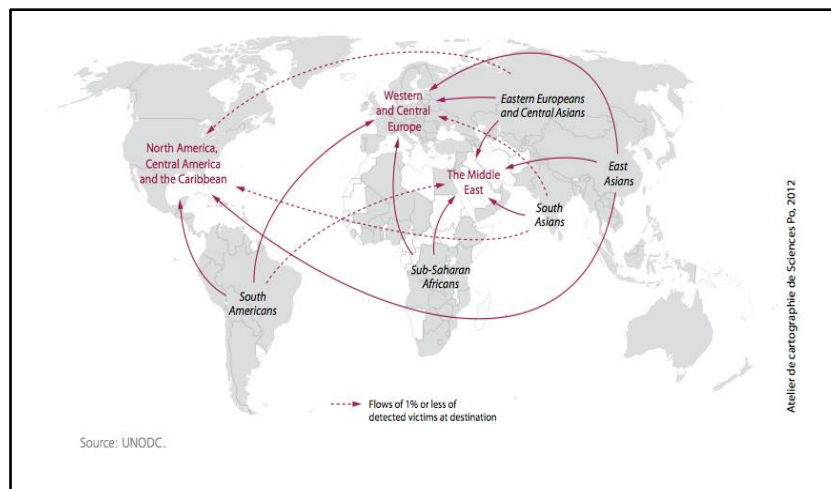 Western
and Central
Europe
Eastern Europeans
and Central Asians
North America,
Central America
and the Caribbean
The Middle
East
East
Asians
South
Asians
Sub-Saharan
Africans
South
Americans
Flows of 1% or less of
detected victims at destination
Source: UNODC.
Atelier de cartographie de Sciences Po, 2012